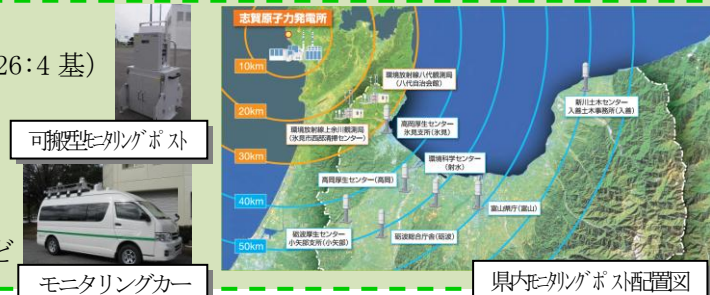 26:4 基)
可搬型モニタリングポスト
ど
モニタリングカー
志賀原子力発電所
10km
20km
30km
40km
50km
環境放射線八代観測局
(八代自治会館)
環境放射線上余川観測局
(氷見市西部清掃センター)
高岡厚生センター
氷見支所(氷見)
新川土木センター
入善土木事務所(入善)
環境科学センター
(射水)
高岡厚生センター(高岡)
富山県庁(富山)
砺波厚生センター
小矢部支所(小矢部)
砺波総合庁舎(砺波)
県内モニタリングポスト配置図